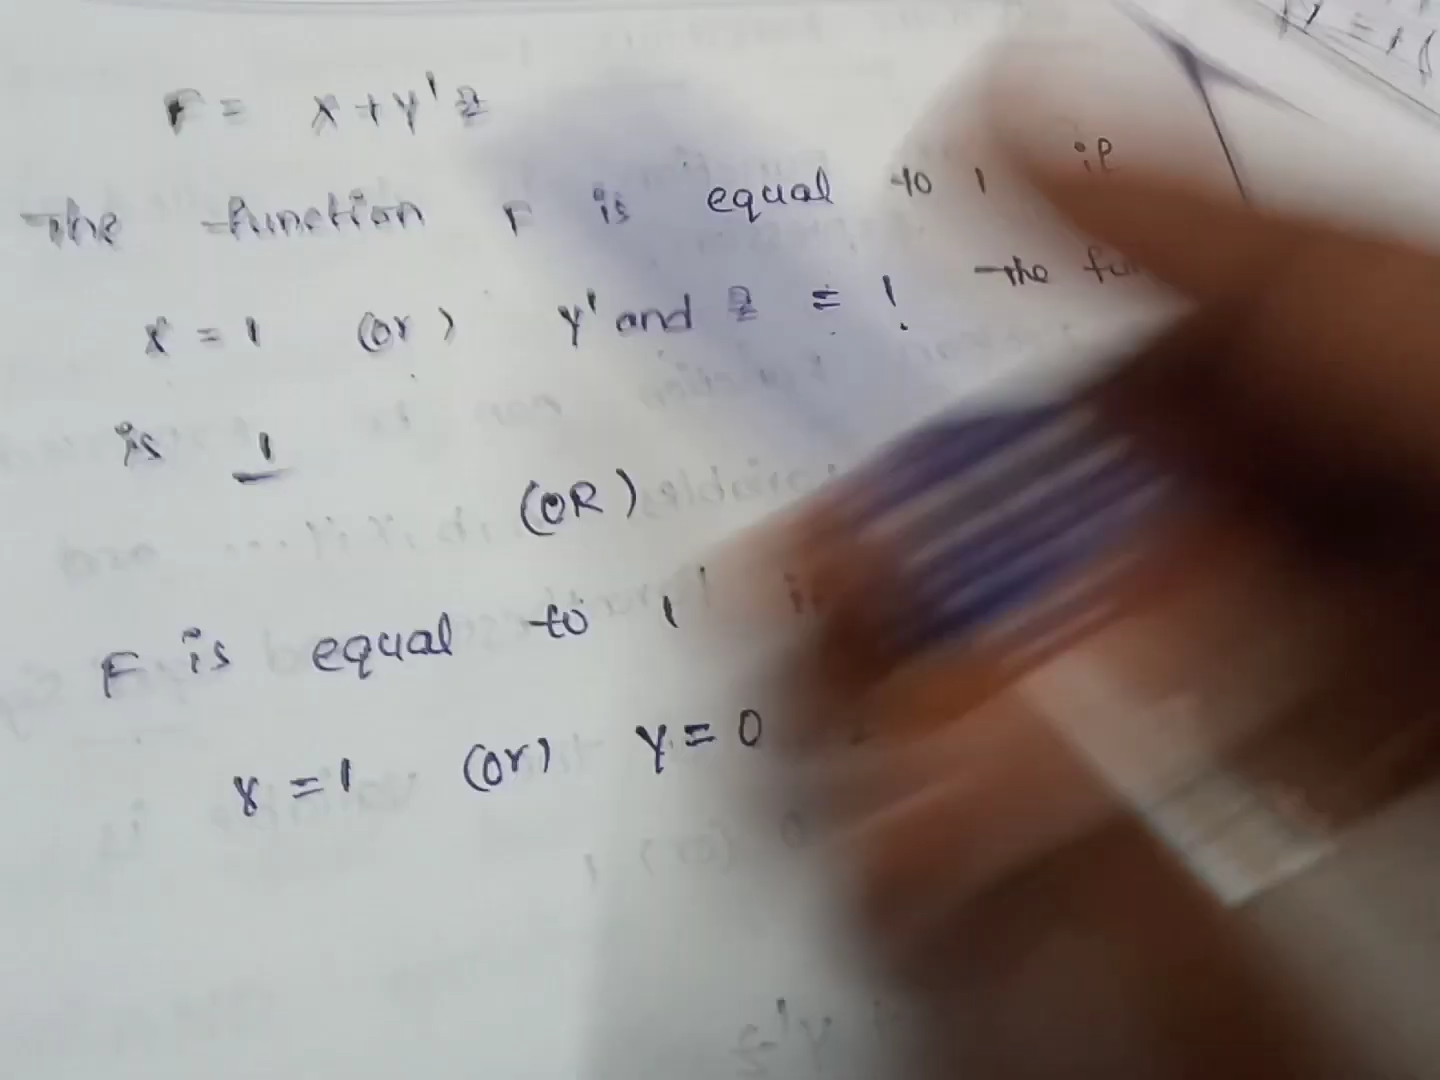 F = x + y' z
The function F is equal to 1 if
x = 1 (or) y' and z = 1. the
is 1
(OR)
F is equal to 1
x = 1 (or) y = 0